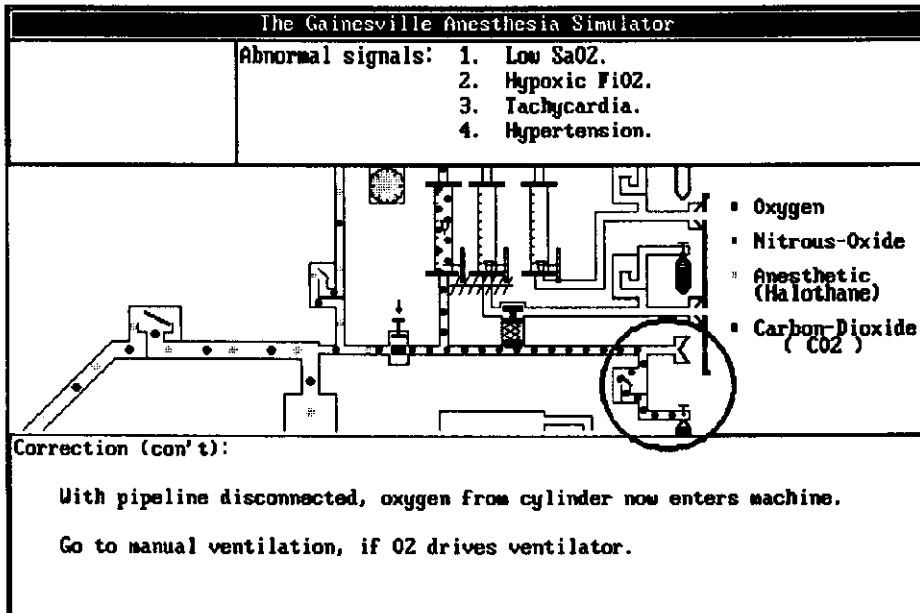 The Gainesville Anesthesia Simulator
Abnormal signals: 1. Low SaO2.
2. Hypoxic FiO2.
3. Tachycardia.
4. Hypertension.
Oxygen
Nitrous-Oxide
Anesthetic
(Halothane)
Carbon-Dioxide
( CO2 )
Correction (con't):
With pipeline disconnected, oxygen from cylinder now enters machine.
Go to manual ventilation, if O2 drives ventilator.